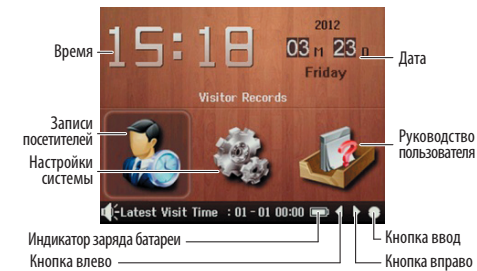 2012
Время
15:18
03 M 23 D
Дата
Friday
Visitor Records
Записи
посетителей
Настройки
системы
Руководство
пользователя
Latest Visit Time : 01-01 00:00
Индикатор заряда батареи
Кнопка ввод
Кнопка влево
Кнопка вправо